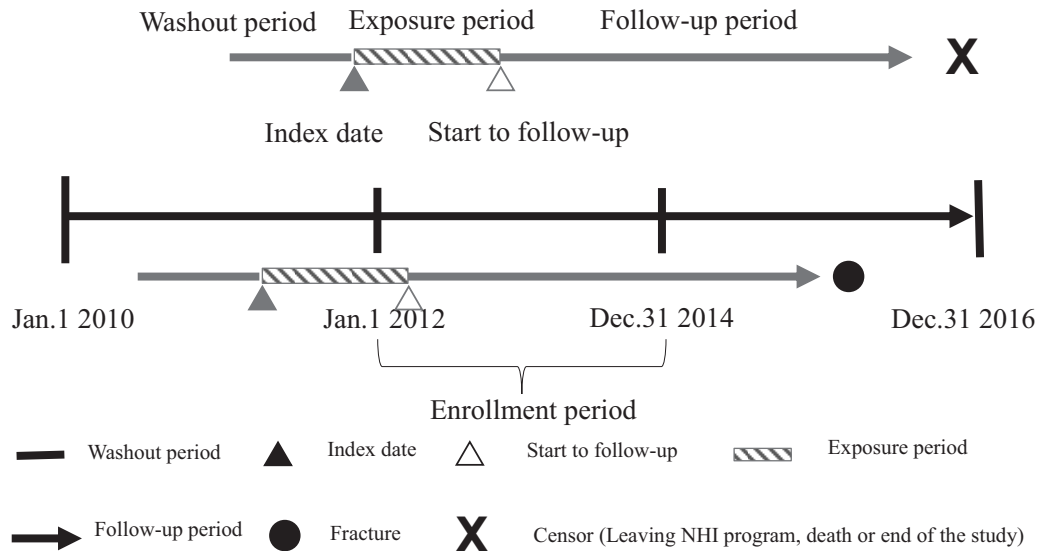 Washout period Exposure period Follow-up period
X
Index date Start to follow-up
Jan.1 2010 Jan.1 2012 Dec.31 2014 Dec.31 2016
Enrollment period
Washout period Index date Start to follow-up Exposure period
Follow-up period Fracture X Censor (Leaving NHI program, death or end of the study)